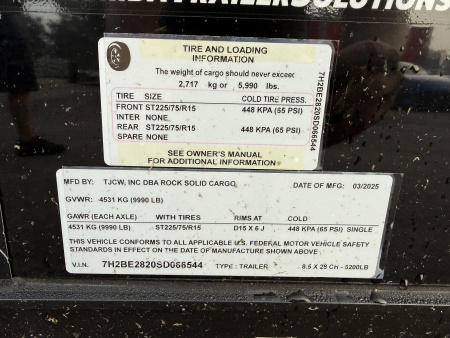 TRAILERSOLUTIONS
TIRE AND LOADING
INFORMATION
The weight of cargo should never exceed
2,717 kg or 5,990 lbs.
TIRE SIZE COLD TIRE PRESS.
FRONT ST225/75/R15 448 KPA (65 PSI)
INTER NONE
REAR ST225/75/R15 448 KPA (65 PSI)
SPARE NONE
SEE OWNER'S MANUAL
FOR ADDITIONAL INFORMATION
7H2BE2820SD066544
MFD BY: TJCW, INC DBA ROCK SOLID CARGO DATE OF MANUF: 03/2025
GVWR: 4531 KG (9990 LB)
GAWR (EACH AXLE) WITH TIRES RIMS COLD
4531 KG (9990 LB) ST225/75/R15 D15 X 6 J 448 KPA (65 PSI) SINGLE
THIS VEHICLE CONFORMS TO ALL APPLICABLE U.S. FEDERAL MOTOR VEHICLE SAFETY
STANDARDS IN EFFECT ON THE DATE OF MANUFACTURE SHOWN ABOVE
V.I.N. 7H2BE2820SD066544 TYPE: TRAILER 8.5 X 28 CH - 5200LB